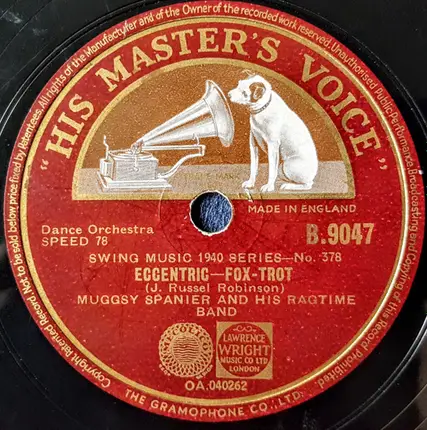 All rights of the Manufacturer and of the Owner of the recorded work reserved. Unauthorised Public Performance, Broadcasting and Copying of this Record Prohibited.
"HIS MASTER'S VOICE"
TRADE MARK
MADE IN ENGLAND
Dance Orchestra
SPEED 78
B.9047
SWING MUSIC 1940 SERIES—No. 378
ECCENTRIC—FOX-TROT
(J. Russel Robinson)
MUGGSY SPANIER AND HIS RAGTIME
BAND
LAWRENCE
WRIGHT
MUSIC CO LTD
LONDON
OA.040262
Copyright, patented Record Not to be sold below price fixed by patentees.
THE GRAMOPHONE CO., LTD.